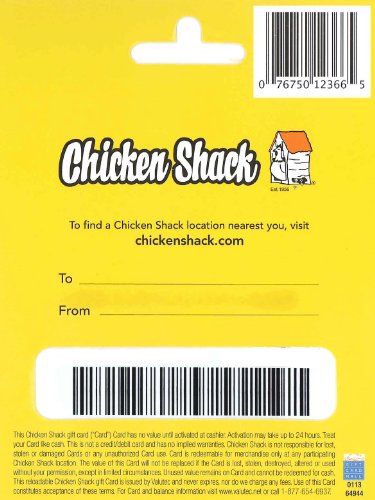 0 76750 12366 5
Chicken Shack
Est. 1956
To find a Chicken Shack location nearest you, visit
chickenshack.com
To
From
This Chicken Shack gift card ("Card") Card has no value until activated at cashier. Activation may take up to 24 hours. Treat
your Card like cash. This is not a credit/debit card and has no implied warranties. Chicken Shack is not responsible for lost,
stolen or damaged Cards or any unauthorized Card use. Card is redeemable for merchandise only at any participating
Chicken Shack location. The value of this Card will not be replaced if the Card is lost, stolen, destroyed, altered or used
without your permission, except in limited circumstances. Unused value remains on Card and cannot be redeemed for cash.
This reloadable Chicken Shack gift Card is issued by Valutec and never expires, nor do we charge any fees. Use of this Card
constitutes acceptance of these terms. For Card and balance information visit www.valutec.net or call 1-877-654-6937.
GIFT
CARD
MALL
0113
64944